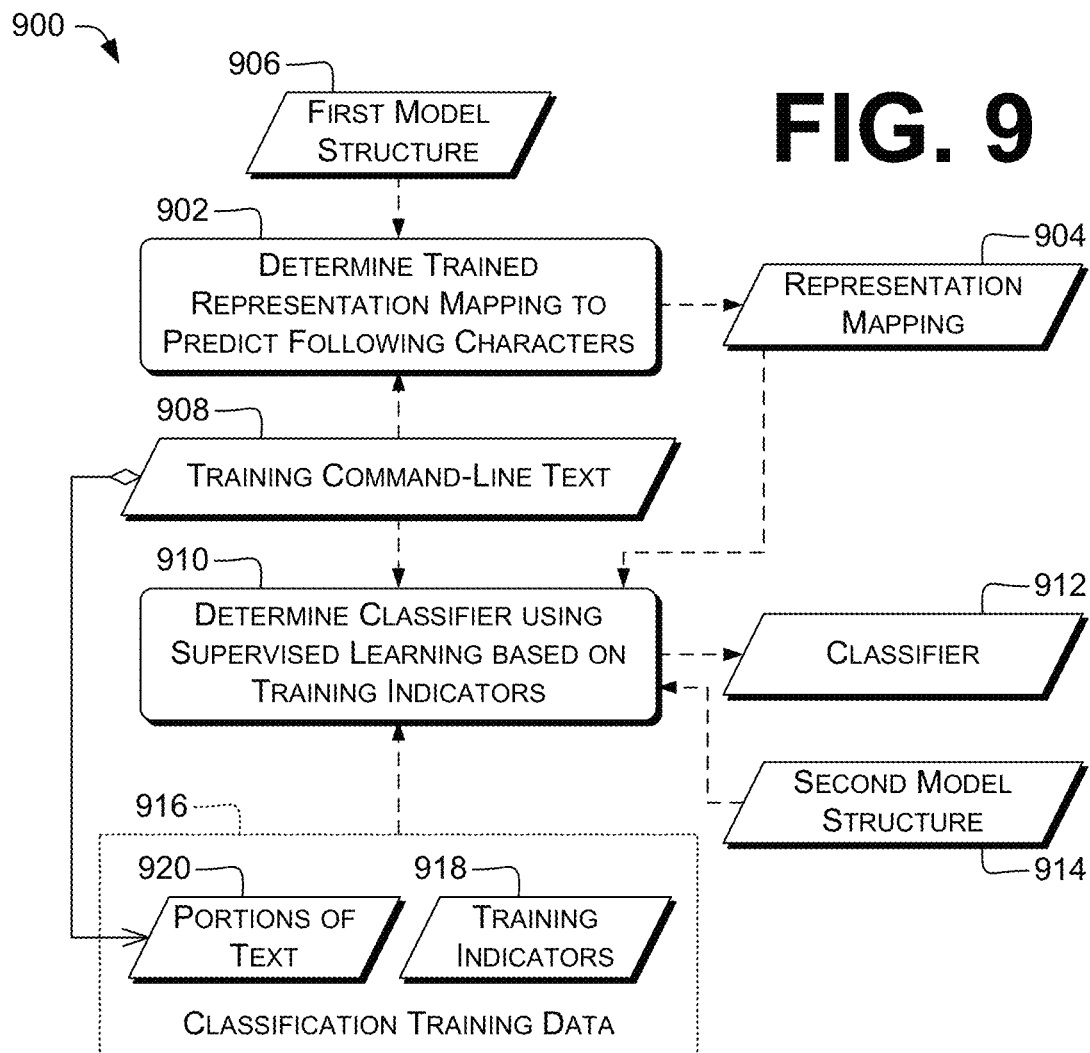 900
906
FIRST MODEL
STRUCTURE
FIG. 9
902
DETERMINE TRAINED
REPRESENTATION MAPPING TO
PREDICT FOLLOWING CHARACTERS
904
REPRESENTATION
MAPPING
908
TRAINING COMMAND-LINE TEXT
910
DETERMINE CLASSIFIER USING
SUPERVISED LEARNING BASED ON
TRAINING INDICATORS
912
CLASSIFIER
SECOND MODEL
STRUCTURE
914
916
920
PORTIONS OF
TEXT
918
TRAINING
INDICATORS
CLASSIFICATION TRAINING DATA